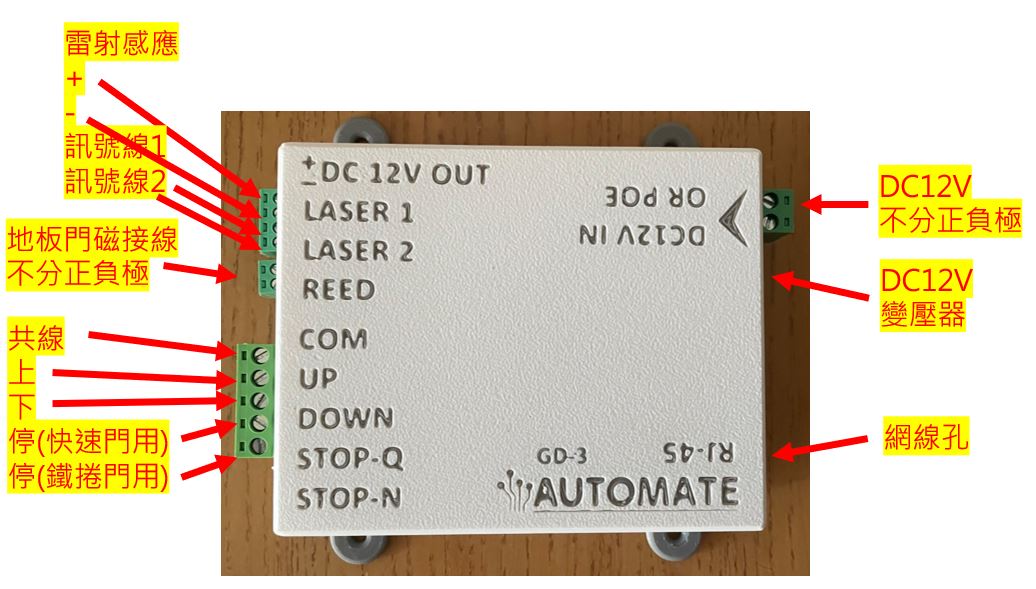 雷射感應
+
-
訊號線1
訊號線2
地板門磁接線
不分正負極
共線
上
下
停(快速門用)
停(鐵捲門用)
+
- DC 12V OUT
LASER 1
LASER 2
REED
COM
UP
DOWN
STOP-Q
STOP-N
DC12V IN
OR POE
GD-3
RJ-45
AUTOMATE
DC12V
不分正負極
DC12V
變壓器
網線孔